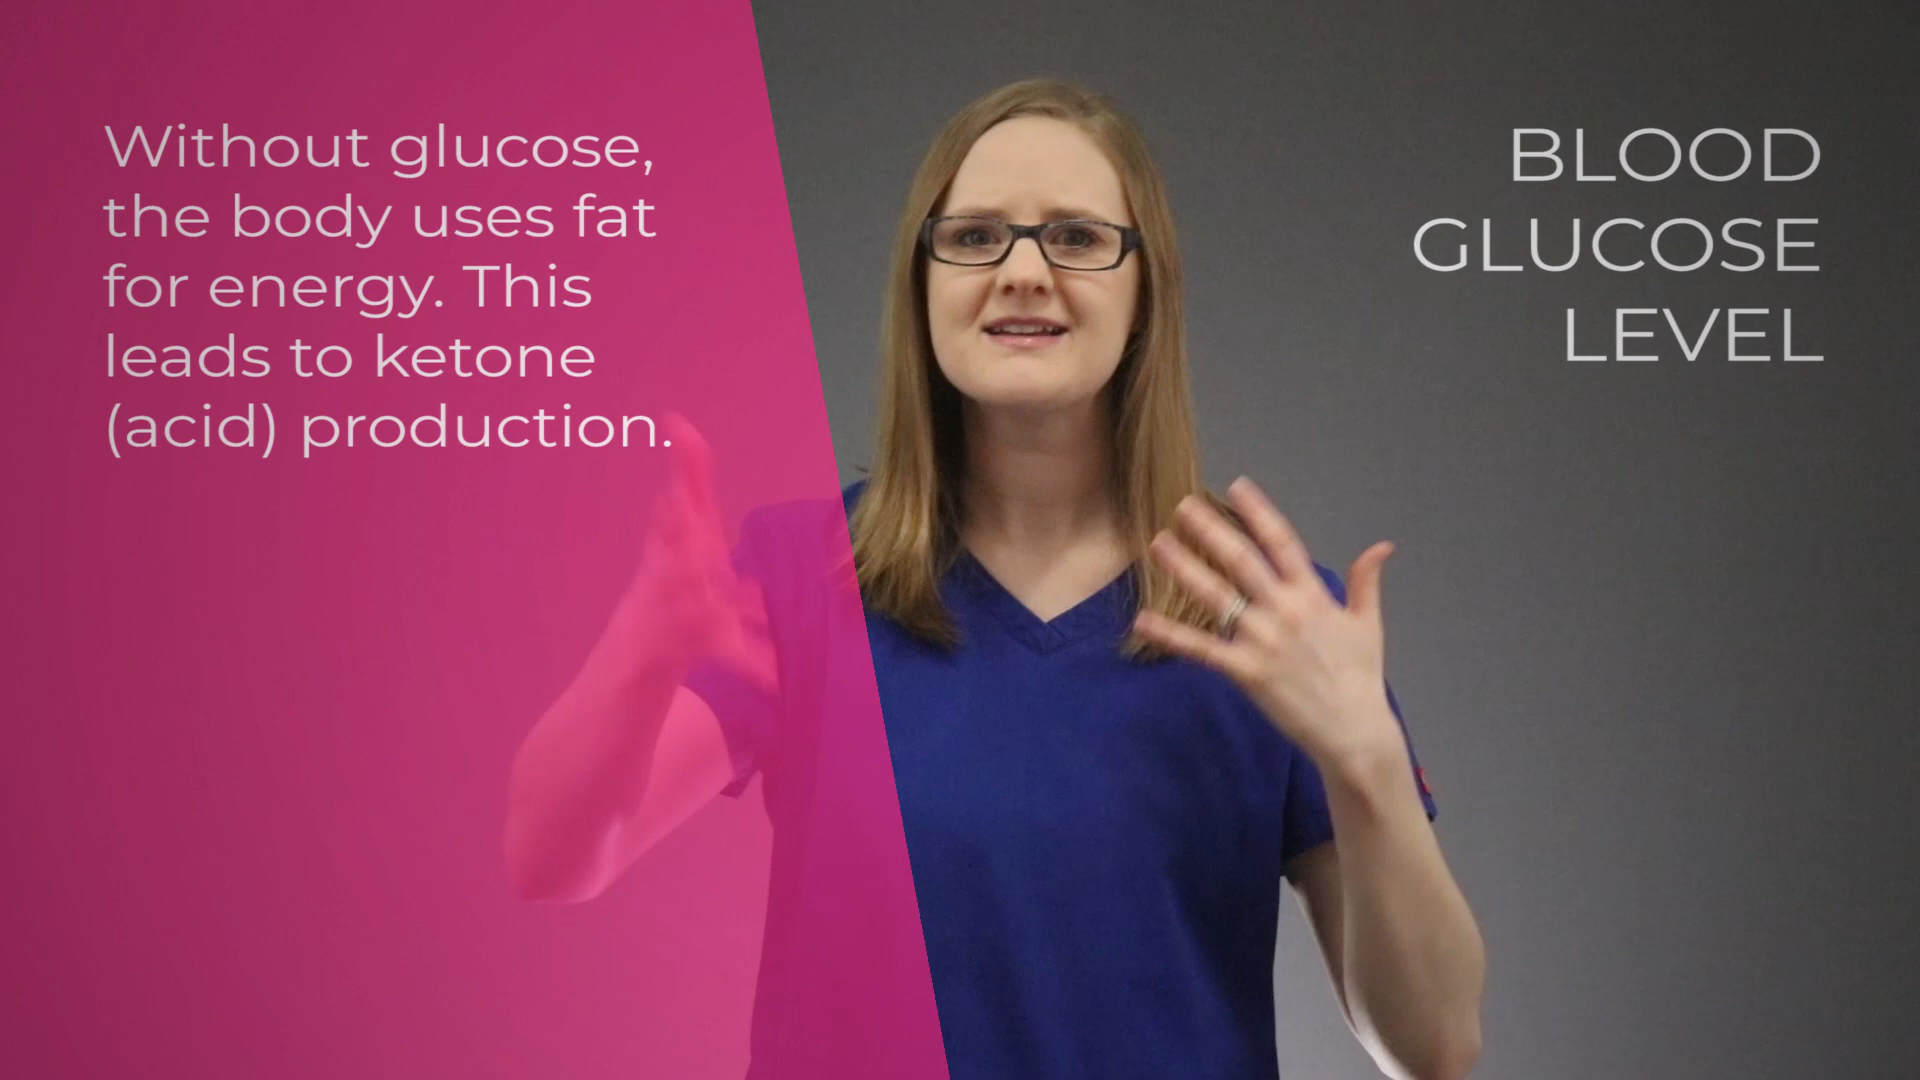 Without glucose,
the body uses fat
for energy. This
leads to ketone
(acid) production.
BLOOD
GLUCOSE
LEVEL